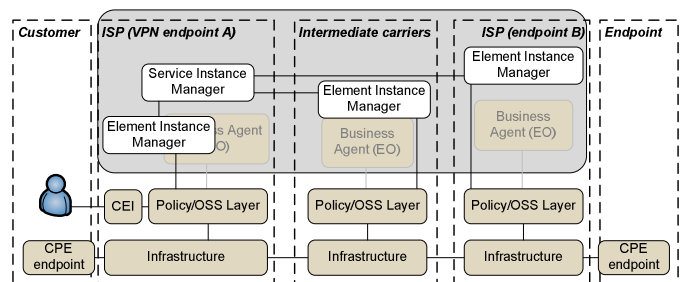 Customer
ISP (VPN endpoint A)
Intermediate carriers
ISP (endpoint B)
Endpoint
Element Instance
Manager
Service Instance
Manager
Element Instance
Manager
Element Instance
Manager
s Agent
O)
Business
Agent (EO)
Business
Agent (EO)
CEI
Policy/OSS Layer
Policy/OSS Layer
Policy/OSS Layer
CPE
endpoint
Infrastructure
Infrastructure
Infrastructure
CPE
endpoint